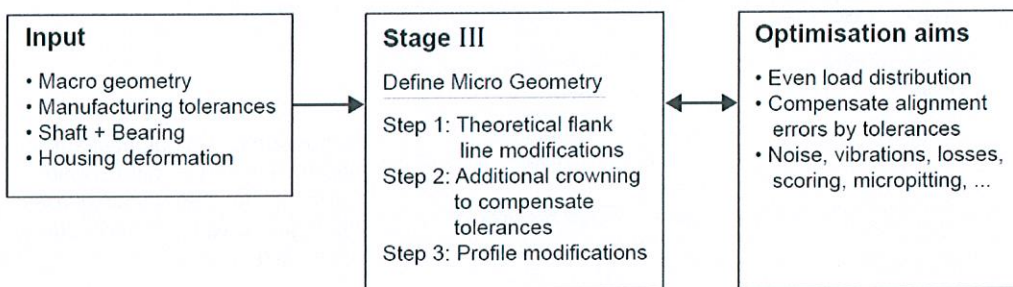 Input
• Macro geometry
• Manufacturing tolerances
• Shaft + Bearing
• Housing deformation
Stage III
Define Micro Geometry
Step 1: Theoretical flank
line modifications
Step 2: Additional crowning
to compensate
tolerances
Step 3: Profile modifications
Optimisation aims
• Even load distribution
• Compensate alignment
errors by tolerances
• Noise, vibrations, losses,
scoring, micropitting, ...